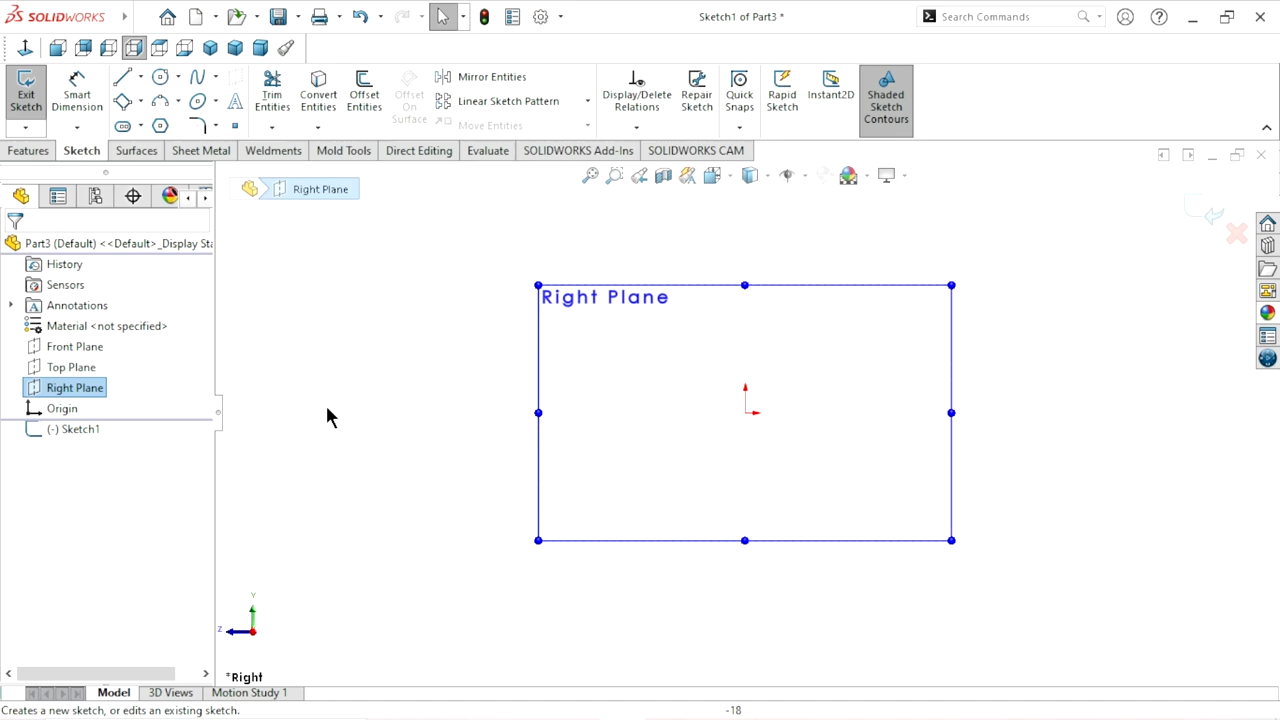 SOLIDWORKS
Sketch1 of Part3 *
Search Commands
Exit Sketch
Smart Dimension
Trim Entities
Convert Entities
Offset Entities
Offset On Surface
Mirror Entities
Linear Sketch Pattern
Move Entities
Display/Delete Relations
Repair Sketch
Quick Snaps
Rapid Sketch
Instant2D
Shaded Sketch Contours
Features
Sketch
Surfaces
Sheet Metal
Weldments
Mold Tools
Direct Editing
Evaluate
SOLIDWORKS Add-Ins
SOLIDWORKS CAM
Right Plane
Part3 (Default) <<Default>_Display Sta
History
Sensors
Annotations
Material <not specified>
Front Plane
Top Plane
Right Plane
Origin
(-) Sketch1
Right Plane
Y
Z
*Right
Model
3D Views
Motion Study 1
Creates a new sketch, or edits an existing sketch.
-18